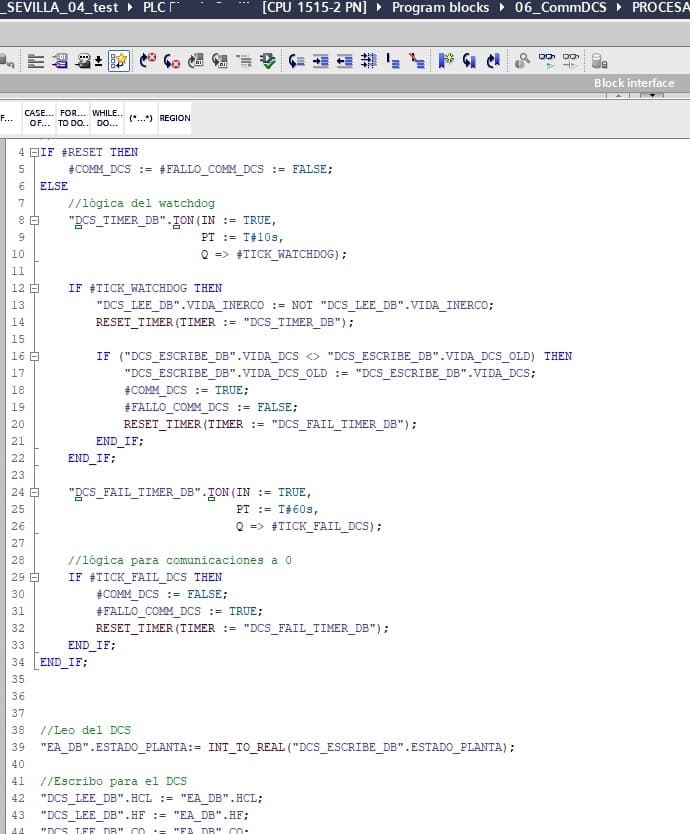 _SEVILLA_04_test ▸ PLC [CPU 1515-2 PN] ▸ Program blocks ▸ 06_CommDCS ▸ PROCESA
Block interface
F... CASE... OF... FOR... TO DO.. WHILE.. DO... (*...*) REGION
4 IF #RESET THEN
5 #COMM_DCS := #FALLO_COMM_DCS := FALSE;
6 ELSE
7 //lógica del watchdog
8 "DCS_TIMER_DB".TON(IN := TRUE,
9 PT := T#10s,
10 Q => #TICK_WATCHDOG);
11
12 IF #TICK_WATCHDOG THEN
13 "DCS_LEE_DB".VIDA_INERCO := NOT "DCS_LEE_DB".VIDA_INERCO;
14 RESET_TIMER(TIMER := "DCS_TIMER_DB");
15
16 IF ("DCS_ESCRIBE_DB".VIDA_DCS <> "DCS_ESCRIBE_DB".VIDA_DCS_OLD) THEN
17 "DCS_ESCRIBE_DB".VIDA_DCS_OLD := "DCS_ESCRIBE_DB".VIDA_DCS;
18 #COMM_DCS := TRUE;
19 #FALLO_COMM_DCS := FALSE;
20 RESET_TIMER(TIMER := "DCS_FAIL_TIMER_DB");
21 END_IF;
22 END_IF;
23
24 "DCS_FAIL_TIMER_DB".TON(IN := TRUE,
25 PT := T#60s,
26 Q => #TICK_FAIL_DCS);
27
28 //lógica para comunicaciones a 0
29 IF #TICK_FAIL_DCS THEN
30 #COMM_DCS := FALSE;
31 #FALLO_COMM_DCS := TRUE;
32 RESET_TIMER(TIMER := "DCS_FAIL_TIMER_DB");
33 END_IF;
34 END_IF;
35
36
37
38 //Leo del DCS
39 "EA_DB".ESTADO_PLANTA:= INT_TO_REAL("DCS_ESCRIBE_DB".ESTADO_PLANTA);
40
41 //Escribo para el DCS
42 "DCS_LEE_DB".HCL := "EA_DB".HCL;
43 "DCS_LEE_DB".HF := "EA_DB".HF;
44 "DCS_LEE_DB".CO := "EA_DB".CO;